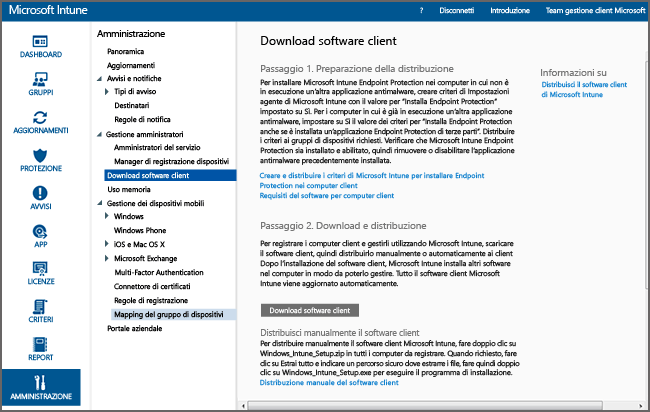 Microsoft Intune
? Disconnetti Introduzione Team gestione client Microsoft
DASHBOARD
GRUPPI
AGGIORNAMENTI
PROTEZIONE
AVVISI
APP
LICENZE
CRITERI
REPORT
AMMINISTRAZIONE
Amministrazione
Panoramica
Aggiornamenti
Avvisi e notifiche
Tipi di avviso
Destinatari
Regole di notifica
Gestione amministratori
Amministratori del servizio
Manager di registrazione dispositivi
Download software client
Uso memoria
Gestione dei dispositivi mobili
Windows
Windows Phone
iOS e Mac OS X
Microsoft Exchange
Multi-Factor Authentication
Connettore di certificati
Regole di registrazione
Mapping del gruppo di dispositivi
Portale aziendale
Download software client
Passaggio 1. Preparazione della distribuzione
Per installare Microsoft Intune Endpoint Protection nei computer in cui non è
in esecuzione un'altra applicazione antimalware, creare criteri di Impostazioni
agente di Microsoft Intune con il valore per "Installa Endpoint Protection"
impostato su Sì. Per i computer in cui è già in esecuzione un'altra applicazione
antimalware, impostare su Sì il valore dei criteri per "Installa Endpoint Protection
anche se è installata un'applicazione Endpoint Protection di terze parti". Distribuire
i criteri ai gruppi di dispositivi richiesti. Verificare che Microsoft Intune Endpoint
Protection sia installato e abilitato, quindi rimuovere o disabilitare l'applicazione
antimalware precedentemente installata.
Creare e distribuire i criteri di Microsoft Intune per installare Endpoint
Protection nei computer client
Requisiti del software per computer client
Passaggio 2. Download e distribuzione
Per registrare i computer client e gestirli utilizzando Microsoft Intune, scaricare
il software client, quindi distribuirlo manualmente o automaticamente ai client
Dopo l'installazione del software client, Microsoft Intune installa altri software
nel computer in modo da poterlo gestire. Tutto il software client Microsoft
Intune viene aggiornato automaticamente.
Download software client
Distribuisci manualmente il software client
Per distribuire manualmente il software client Microsoft Intune, fare doppio clic su
Windows_Intune_Setup.zip in tutti i computer da registrare. Quando richiesto, fare
clic su Estrai tutto e indicare un percorso sicuro dove estrarre i file, fare quindi doppio
clic su Windows_Intune_Setup.exe per eseguire il programma di installazione.
Distribuzione manuale del software client
Informazioni su
Distribuisci il software client
di Microsoft Intune